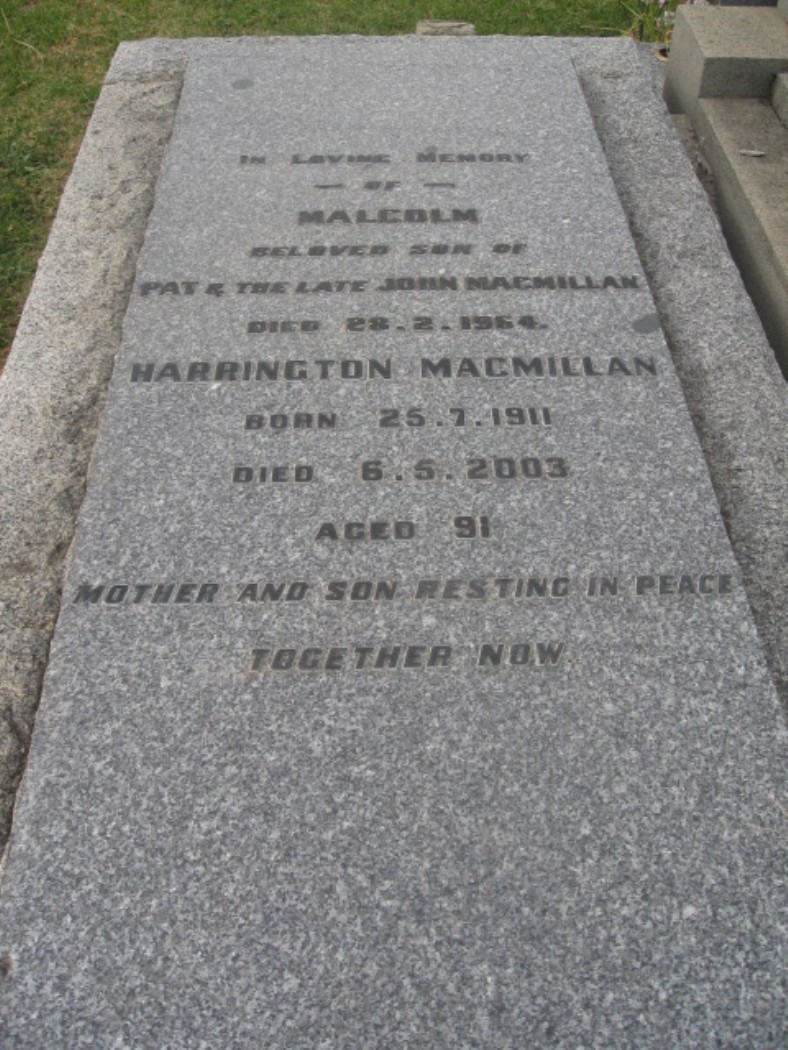 IN LOVING MEMORY
— OF —
MALCOLM
BELOVED SON OF
PAT & THE LATE JOHN MACMILLAN
DIED 28.2.1964.
HARRINGTON MACMILLAN
BORN 25.7.1911
DIED 6.5.2003
AGED 91
MOTHER AND SON RESTING IN PEACE
TOGETHER NOW.